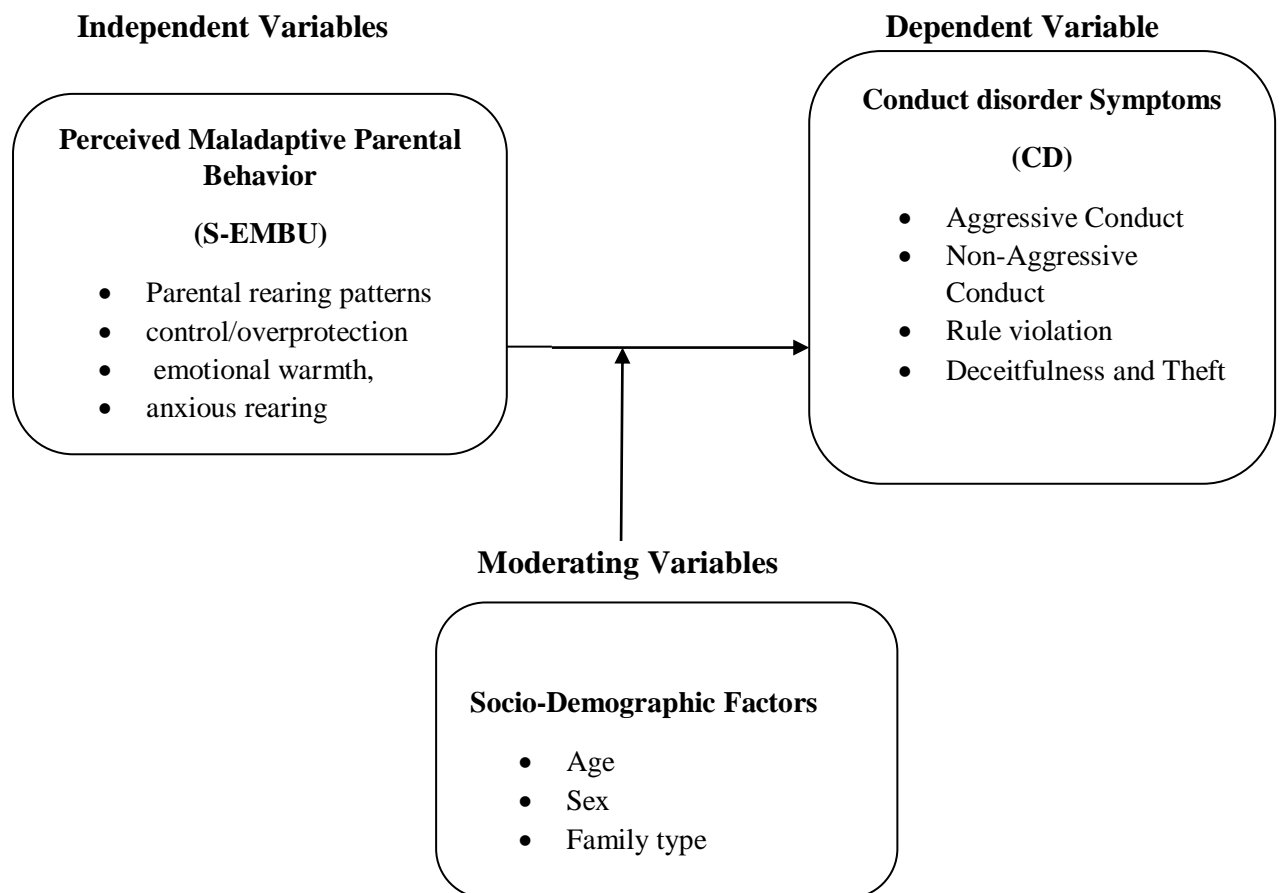 Independent Variables
Perceived Maladaptive Parental
Behavior
(S-EMBU)
• Parental rearing patterns
• control/overprotection
• emotional warmth,
• anxious rearing
Dependent Variable
Conduct disorder Symptoms
(CD)
• Aggressive Conduct
• Non-Aggressive
Conduct
• Rule violation
• Deceitfulness and Theft
Moderating Variables
Socio-Demographic Factors
• Age
• Sex
• Family type